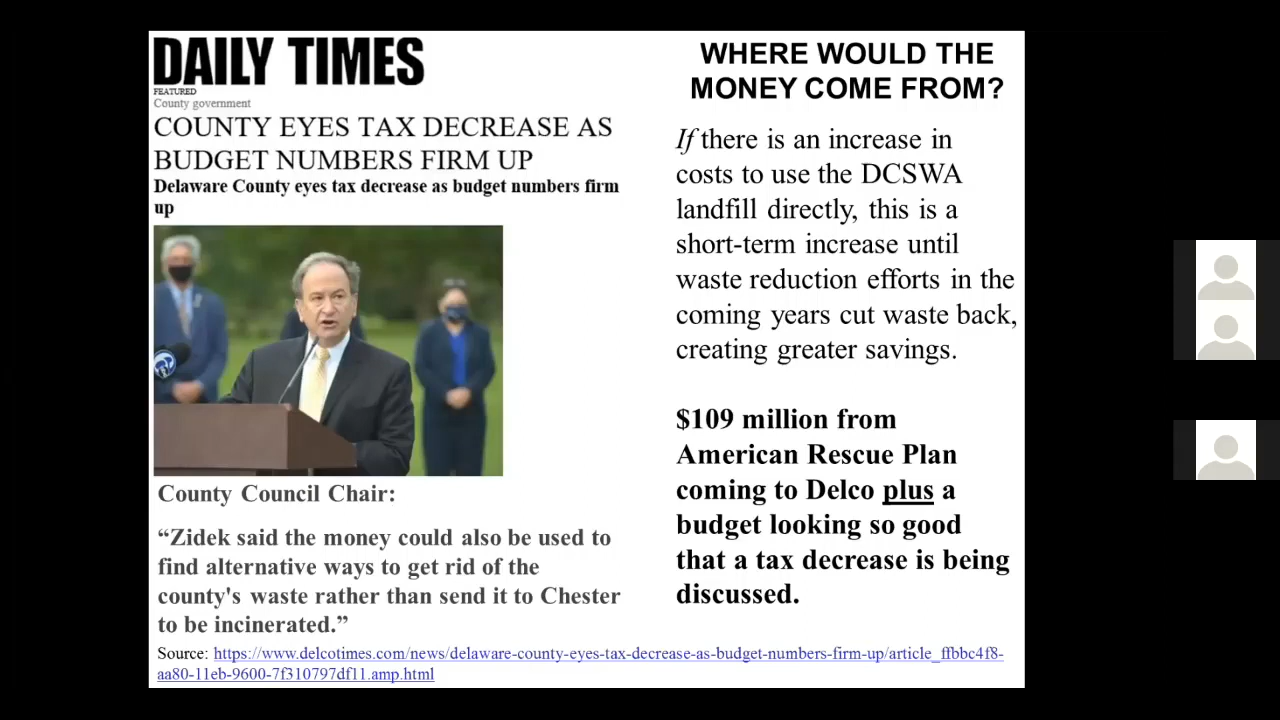 DAILY TIMES
FEATURED
County government
COUNTY EYES TAX DECREASE AS
BUDGET NUMBERS FIRM UP
Delaware County eyes tax decrease as budget numbers firm
up
County Council Chair:
“Zidek said the money could also be used to
find alternative ways to get rid of the
county's waste rather than send it to Chester
to be incinerated.”
WHERE WOULD THE
MONEY COME FROM?
If there is an increase in
costs to use the DCSWA
landfill directly, this is a
short-term increase until
waste reduction efforts in the
coming years cut waste back,
creating greater savings.
$109 million from
American Rescue Plan
coming to Delco plus a
budget looking so good
that a tax decrease is being
discussed.
Source: https://www.delcotimes.com/news/delaware-county-eyes-tax-decrease-as-budget-numbers-firm-up/article_ffbbc4f8-
aa80-11eb-9600-7f310797df11.amp.html